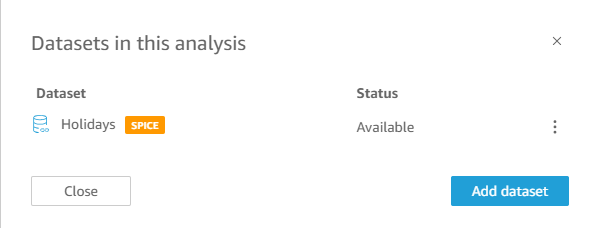 Datasets in this analysis
Dataset Status
Holidays SPICE Available
Close Add dataset